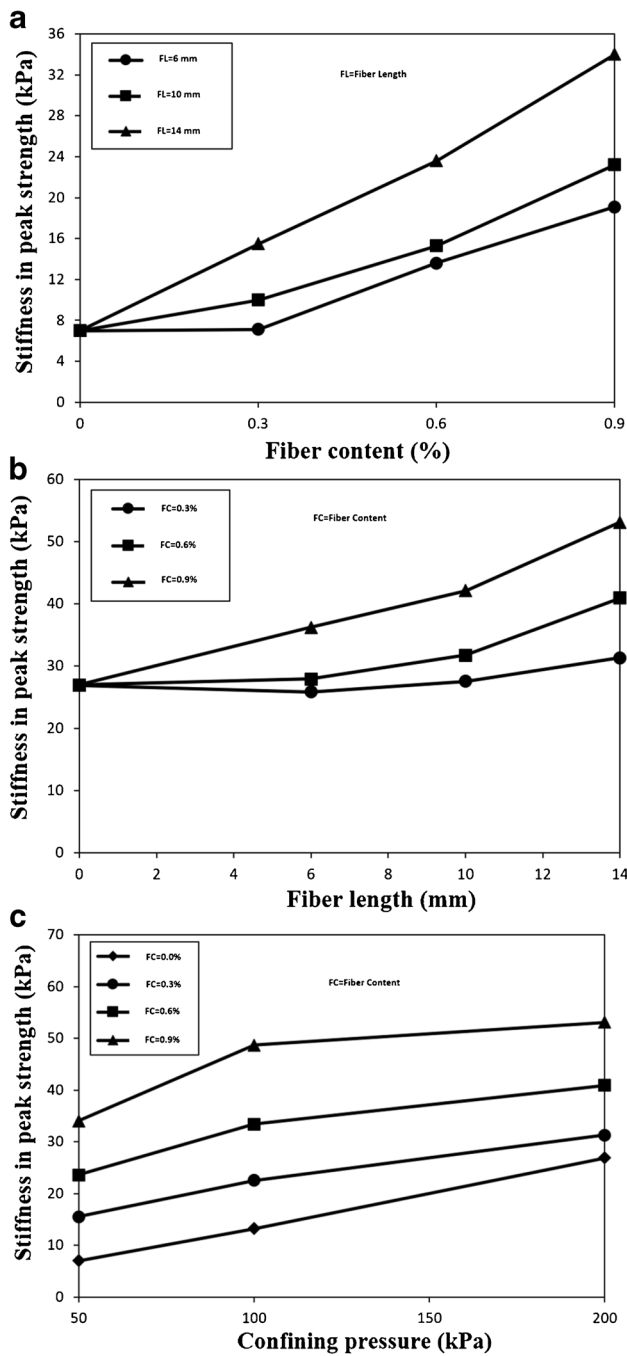 a
Stiffness in peak strength (kPa)
36
32
28
24
20
16
12
8
4
0
FL=6 mm
FL=10 mm
FL=14 mm
FL=Fiber Length
0 0.3 0.6 0.9
Fiber content (%)
b
Stiffness in peak strength (kPa)
60
50
40
30
20
10
0
FC=0.3%
FC=0.6%
FC=0.9%
FC=Fiber Content
0 2 4 6 8 10 12 14
Fiber length (mm)
c
Stiffness in peak strength (kPa)
70
60
50
40
30
20
10
0
FC=0.0%
FC=0.3%
FC=0.6%
FC=0.9%
FC=Fiber Content
50 100 150 200
Confining pressure (kPa)